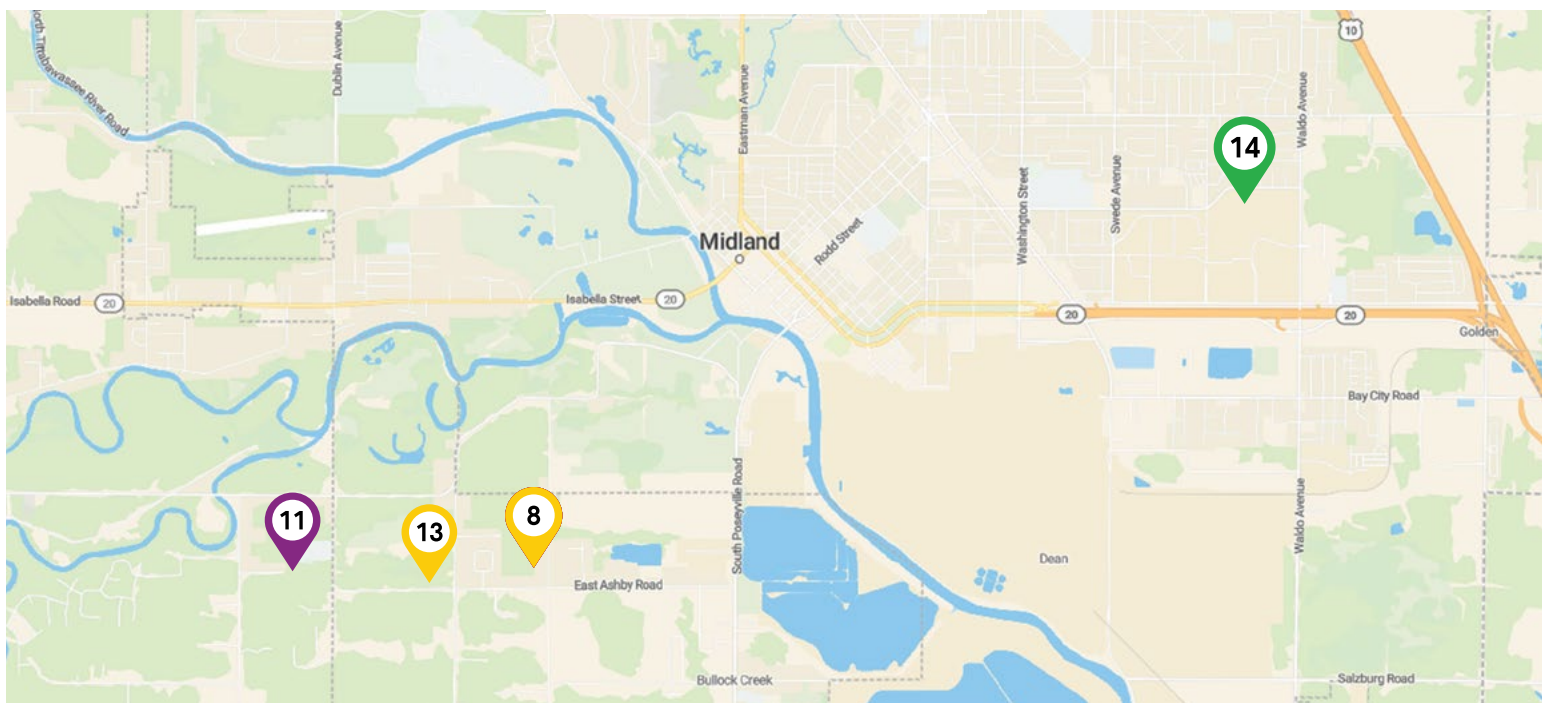 10
orth Tittabawassee River Road
Dublin Avenue
Eastman Avenue
Waldo Avenue
14
Washington Street
Swede Avenue
Midland
Rodd Street
Isabella Road
20
Isabella Street
20
20
20
Golden
Bay City Road
11
13
8
South Poseyville Road
Waldo Avenue
Dean
East Ashby Road
Bullock Creek
Salzburg Road